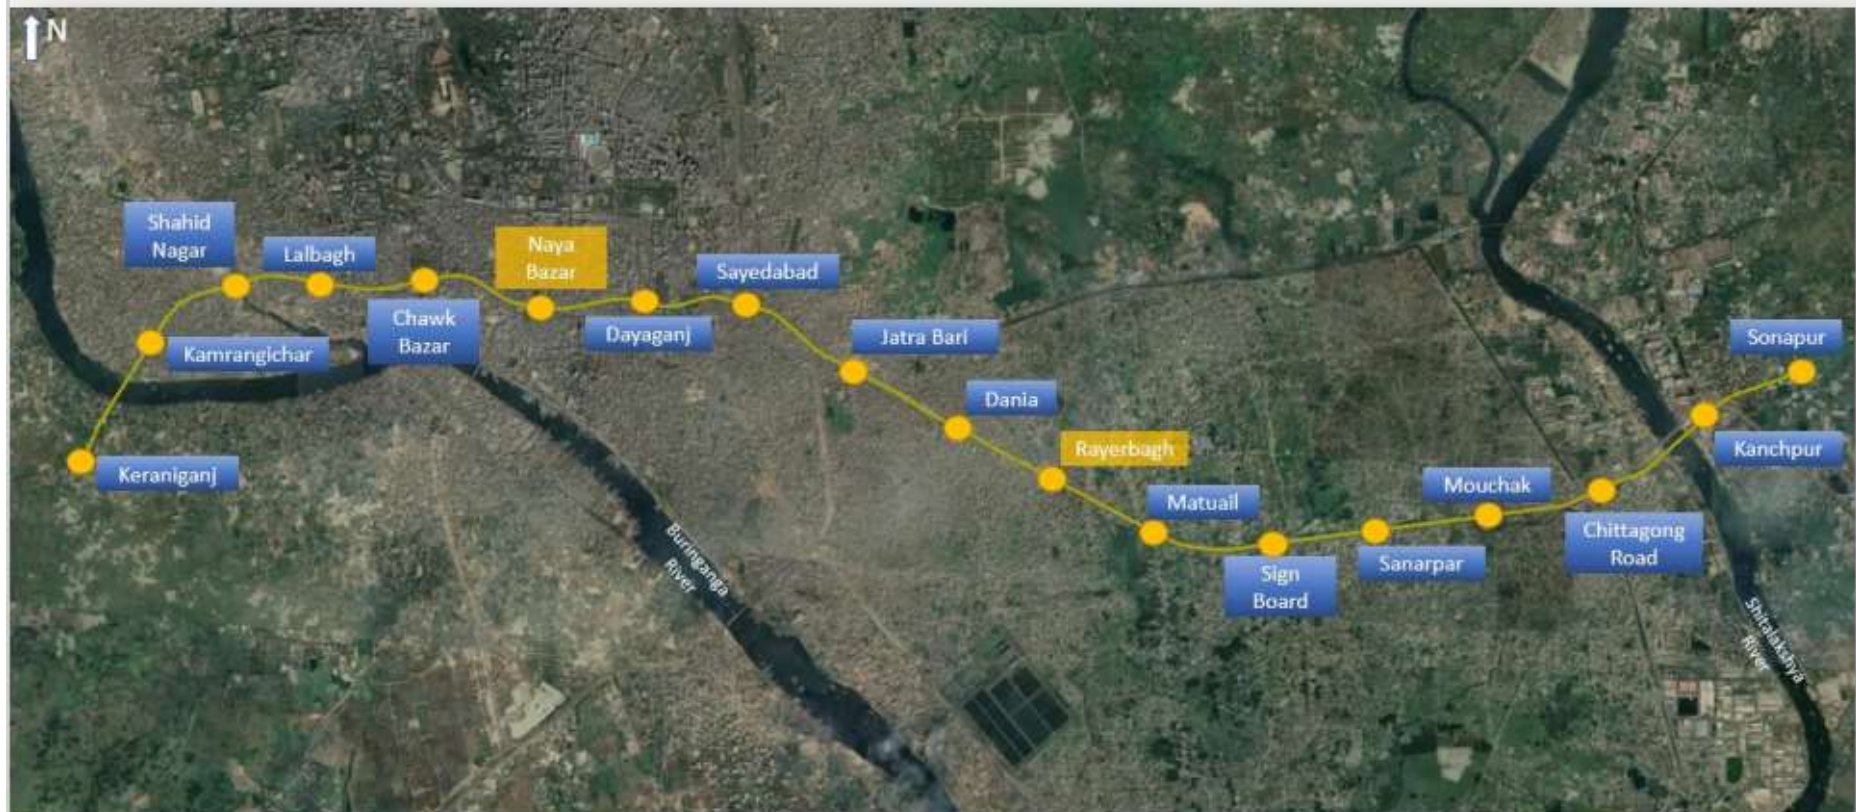 N
Shahid
Nagar
Lalbagh
Naya
Bazar
Sayedabad
Chawk
Bazar
Dayaganj
Jatra Bari
Sonapur
Kamrangichar
Dania
Keraniganj
Rayerbagh
Kanchpur
Matuail
Mouchak
Chittagong
Road
Sign
Board
Sanarpar
Buringanga
River
Shitalakshya
River